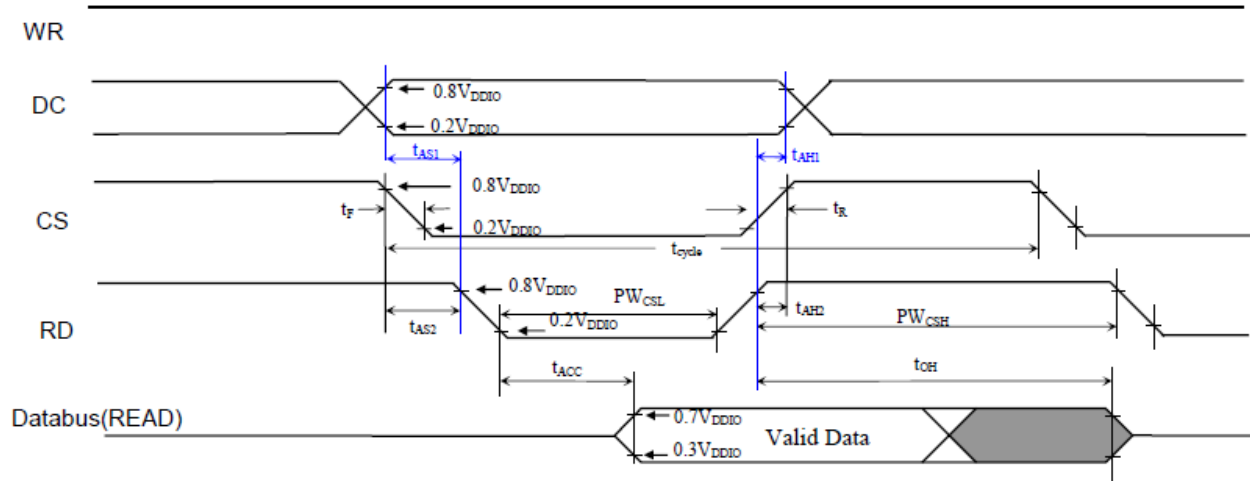 WR
DC
0.8VDDIO
0.2VDDIO
tAS1
tAH1
CS
0.8VDDIO
tF
tR
0.2VDDIO
tcycle
RD
0.8VDDIO
PWCSL
tAS2
0.2VDDIO
tAH2
PWCSH
tACC
tOH
Databus(READ)
0.7VDDIO
Valid Data
0.3VDDIO